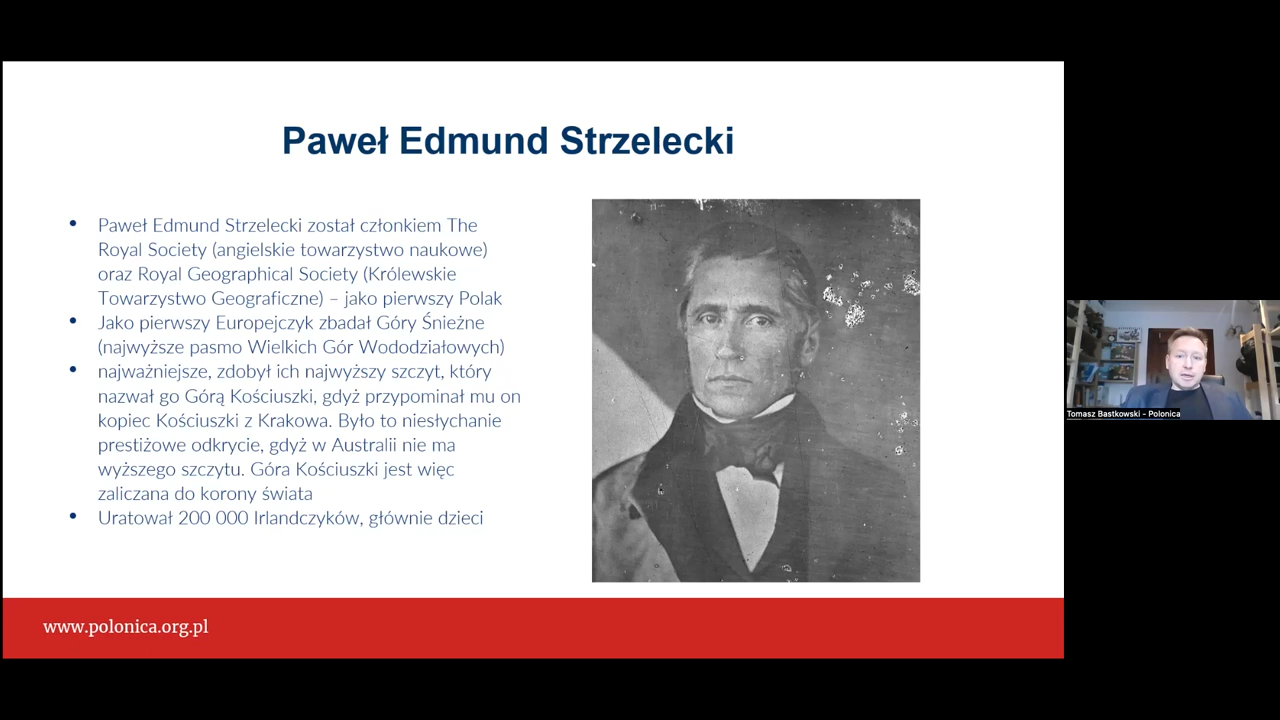 Paweł Edmund Strzelecki
• Paweł Edmund Strzelecki został członkiem The
Royal Society (angielskie towarzystwo naukowe)
oraz Royal Geographical Society (Królewskie
Towarzystwo Geograficzne) – jako pierwszy Polak
• Jako pierwszy Europejczyk zbadał Góry Śnieżne
(najwyższe pasmo Wielkich Gór Wododziałowych)
• najważniejsze, zdobył ich najwyższy szczyt, który
nazwał go Górą Kościuszki, gdyż przypominał mu on
kopiec Kościuszki z Krakowa. Było to niesłychanie
prestiżowe odkrycie, gdyż w Australii nie ma
wyższego szczytu. Góra Kościuszki jest więc
zaliczana do korony świata
• Uratował 200 000 Irlandczyków, głównie dzieci
www.polonica.org.pl
Tomasz Bastkowski - Polonica